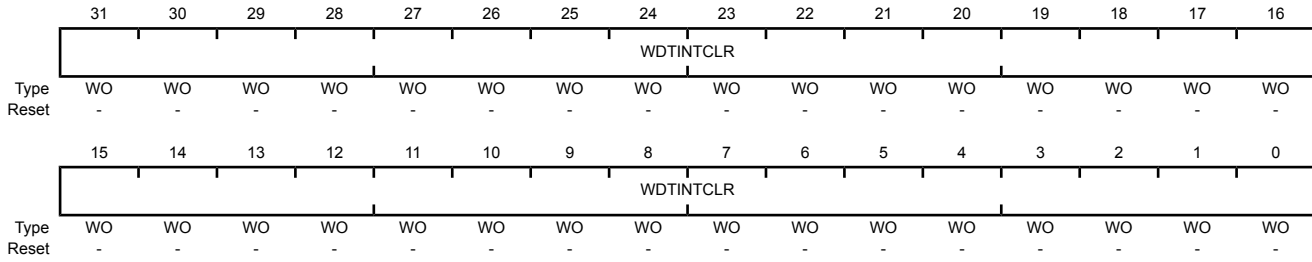 31 30 29 28 27 26 25 24 23 22 21 20 19 18 17 16
WDTINTCLR
Type WO WO WO WO WO WO WO WO WO WO WO WO WO WO WO WO
Reset - - - - - - - - - - - - - - - -
15 14 13 12 11 10 9 8 7 6 5 4 3 2 1 0
WDTINTCLR
Type WO WO WO WO WO WO WO WO WO WO WO WO WO WO WO WO
Reset - - - - - - - - - - - - - - - -